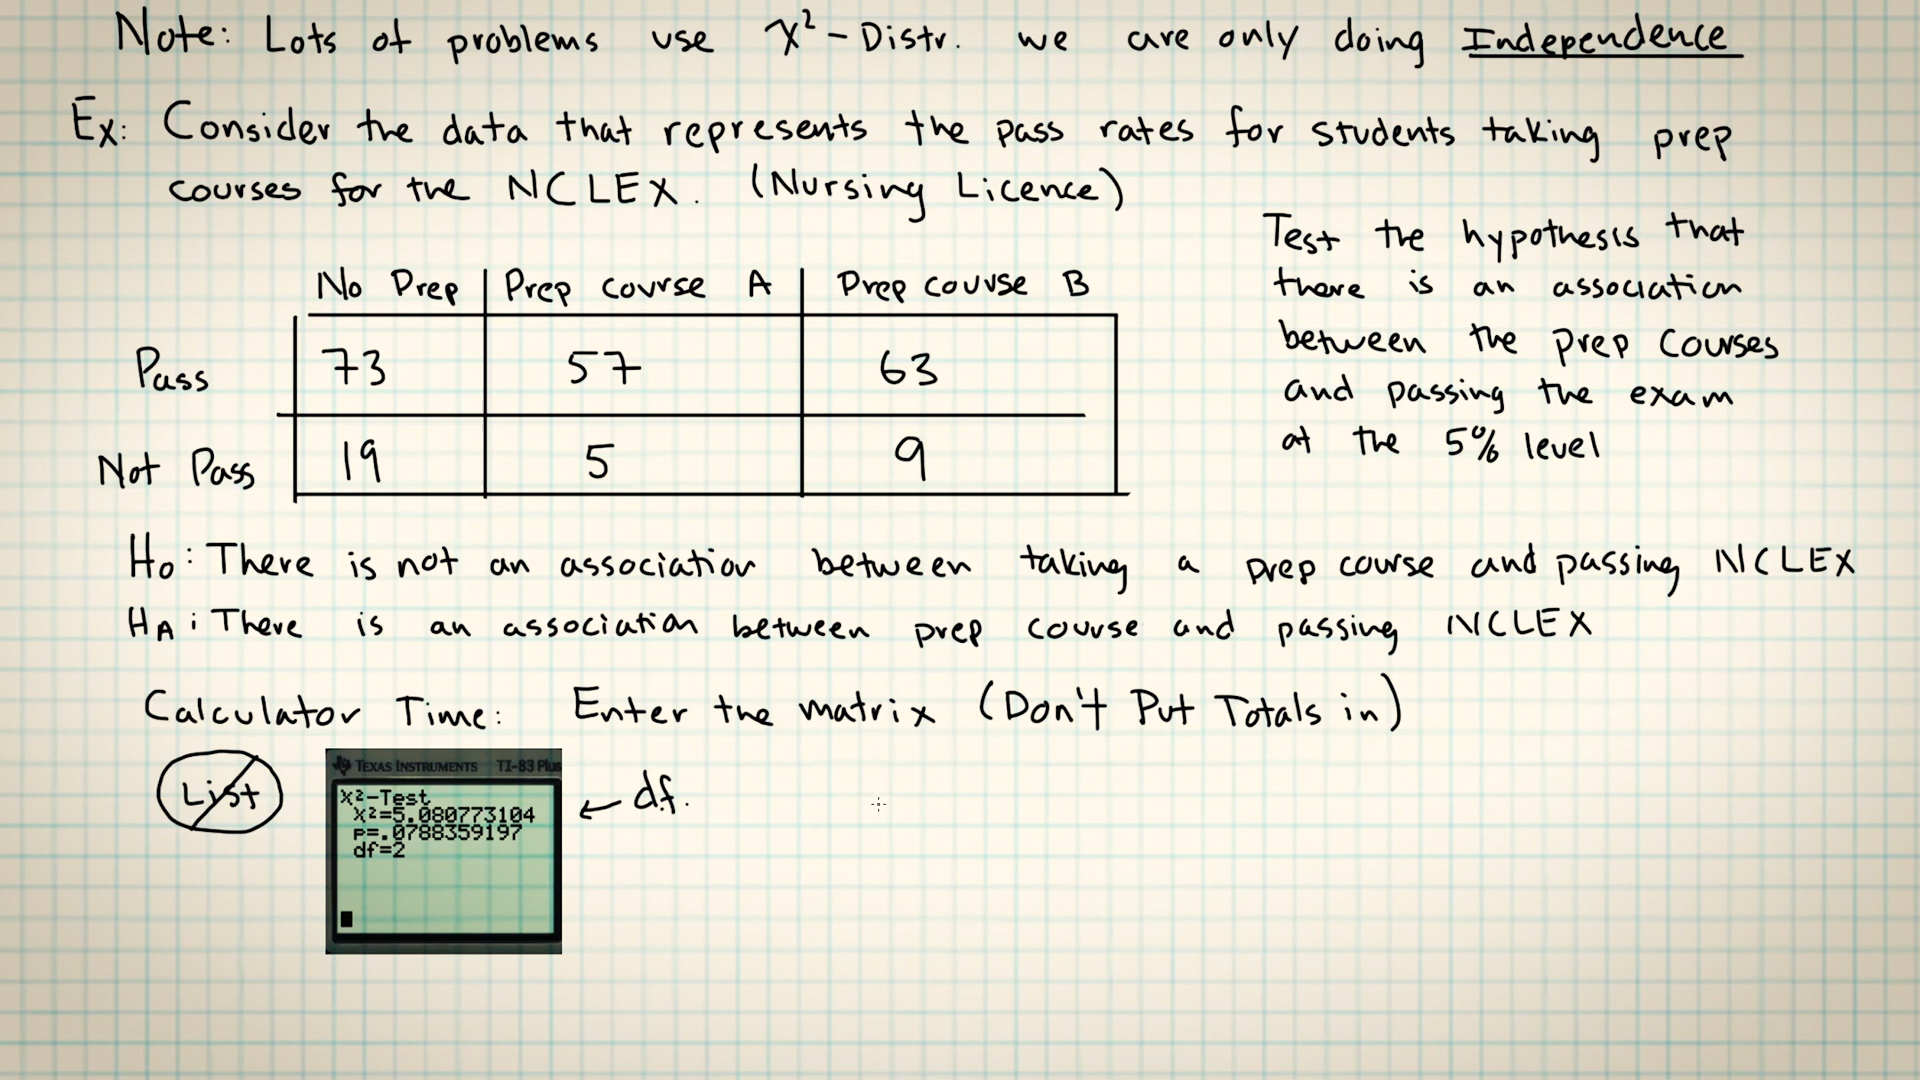 Note: Lots of problems use χ²-Distr. we are only doing Independence
Ex: Consider the data that represents the pass rates for students taking prep
courses for the NCLEX. (Nursing Licence)
Test the hypothesis that
there is an association
between the prep courses
and passing the exam
at the 5% level
No Prep Prep course A Prep course B
Pass 73 57 63
Not Pass 19 5 9
H₀: There is not an association between taking a prep course and passing NCLEX
H_A: There is an association between prep course and passing NCLEX
Calculator Time: Enter the matrix (Don't Put Totals in)
List
TEXAS INSTRUMENTS TI-83 Plus
X²-Test
X²=5.080773104
P=.0788359197
df=2
← df.